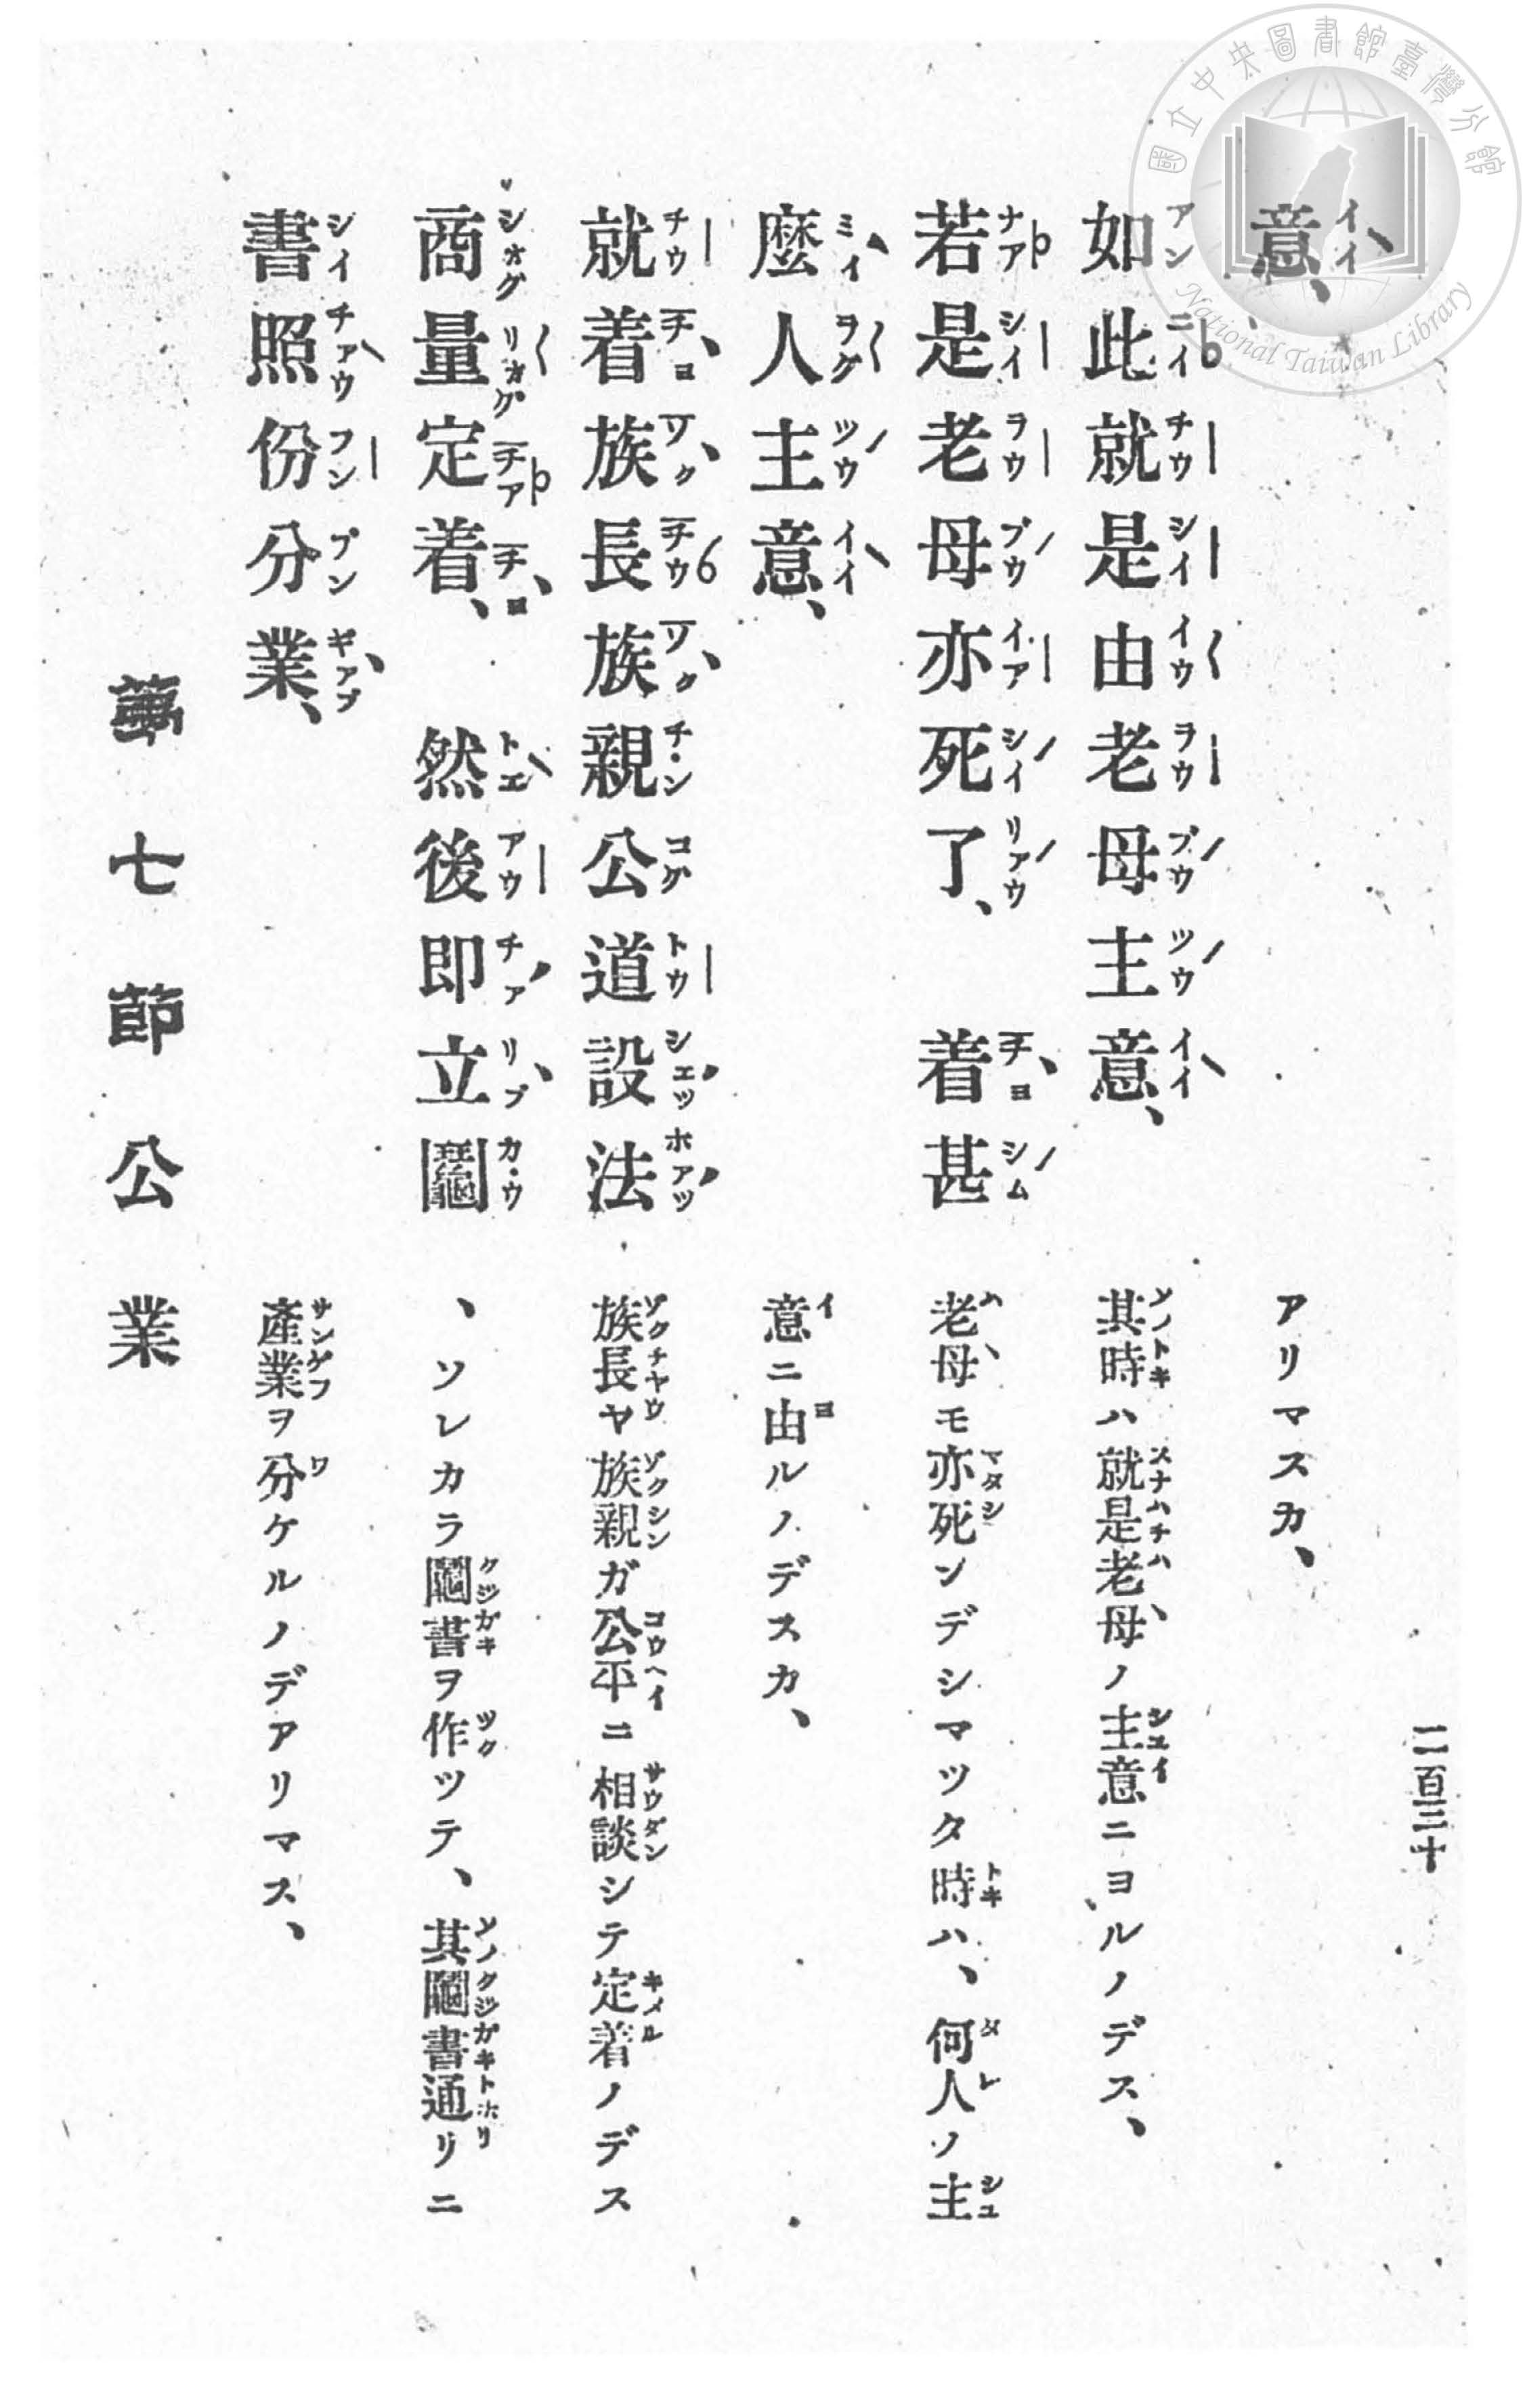 國立中央圖書館臺灣分館
National Taiwan Library
二百三十
意、
アリマスカ、
如此就是由老母主意、
其時ハ就是老母ノ主意ニヨルノデス、
若是老母亦死了、 着甚
老母モ亦死ンデシマツタ時ハ、何人ソ主
麼人主意、
意ニ由ルノデスカ、
就着族長族親公道設法
族長ヤ族親ガ公平ニ相談シテ定着ノデス
商量定着、 然後即立鬮
、ソレカラ鬮書ヲ作ツテ、其鬮書通リニ
書照份分業、
產業ヲ分ケルノデアリマス、
第七節公業